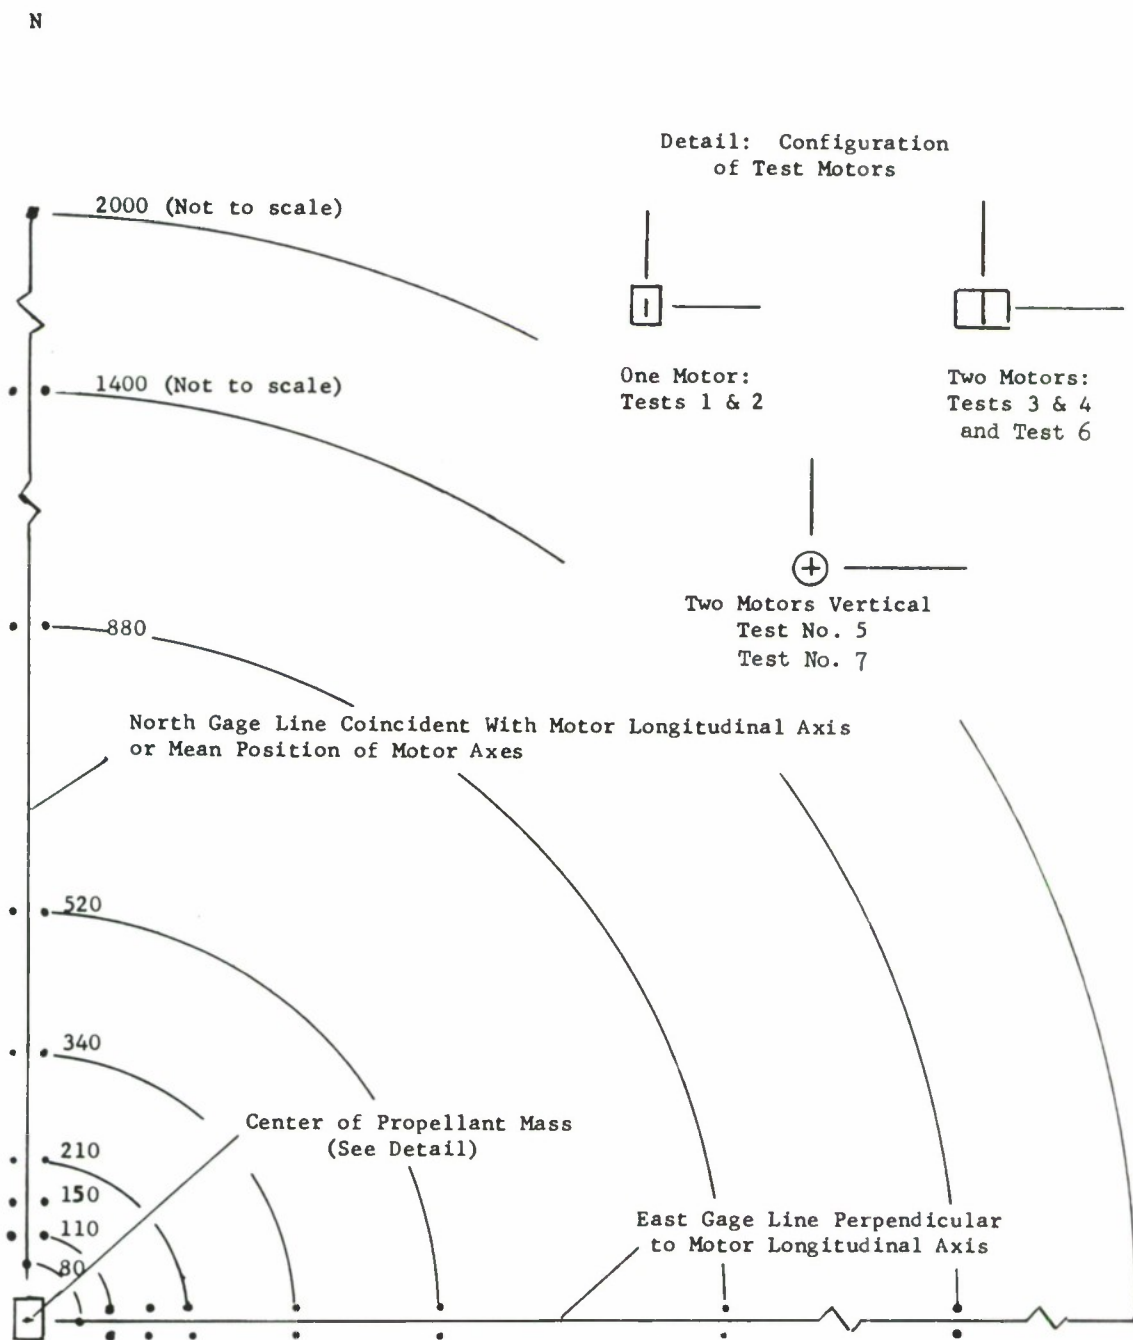 N
Detail: Configuration
of Test Motors
2000 (Not to scale)
1400 (Not to scale)
One Motor:
Tests 1 & 2
Two Motors:
Tests 3 & 4
and Test 6
Two Motors Vertical
Test No. 5
Test No. 7
880
North Gage Line Coincident With Motor Longitudinal Axis
or Mean Position of Motor Axes
520
340
Center of Propellant Mass
(See Detail)
210
150
110
80
East Gage Line Perpendicular
to Motor Longitudinal Axis